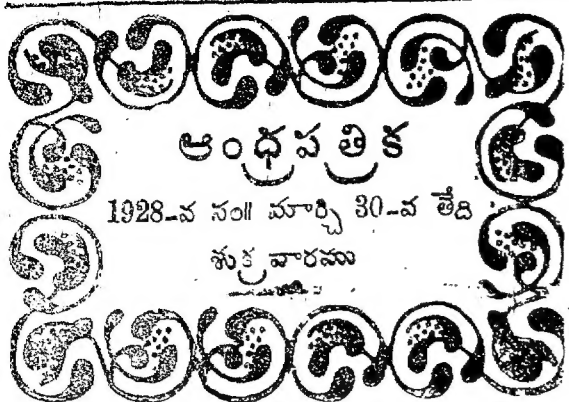 ఆంధ్రపత్రిక
1928-వ సం॥ మార్చి 30-వ తేది
శుక్రవారము